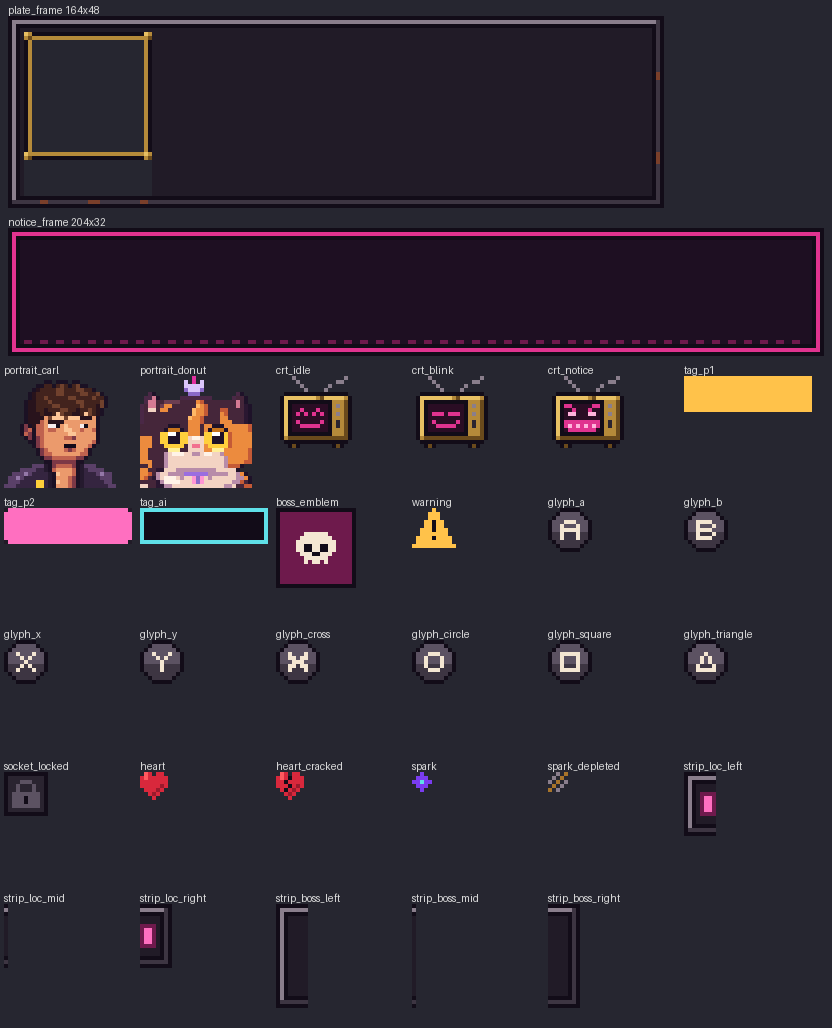 plate_frame 164x48
notice_frame 204x32
portrait_carl portrait_donut crt_idle crt_blink crt_notice tag_p1
tag_p2 tag_ai boss_emblem warning glyph_a glyph_b
A B
glyph_x glyph_y glyph_cross glyph_circle glyph_square glyph_triangle
X Y
socket_locked heart heart_cracked spark spark_depleted strip_loc_left
strip_loc_mid strip_loc_right strip_boss_left strip_boss_mid strip_boss_right